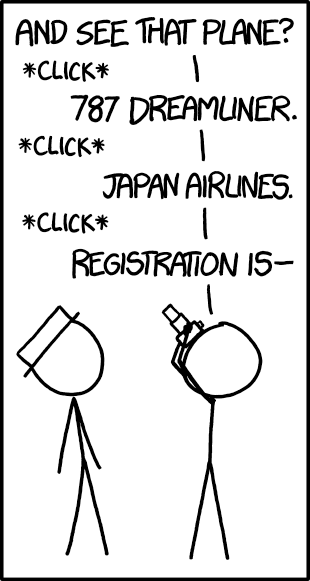 AND SEE THAT PLANE?
*CLICK*
787 DREAMLINER.
*CLICK*
JAPAN AIRLINES.
*CLICK*
REGISTRATION IS—